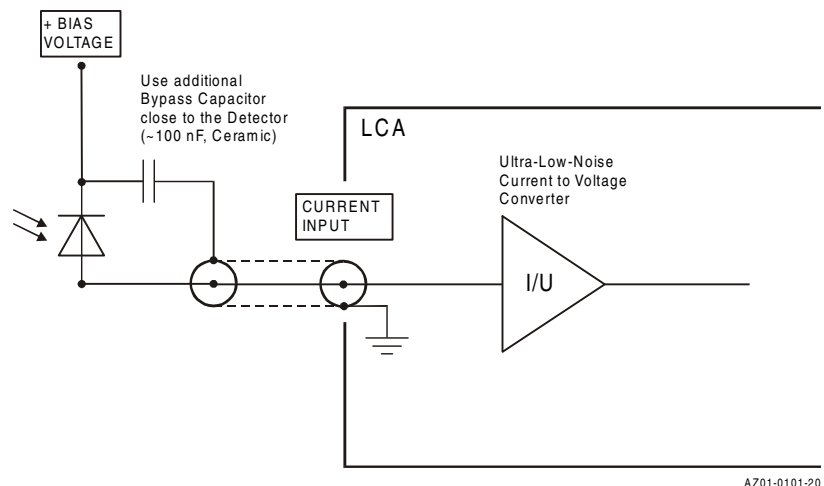 + BIAS
VOLTAGE
Use additional
Bypass Capacitor
close to the Detector
(~100 nF, Ceramic)
LCA
CURRENT
INPUT
Ultra-Low-Noise
Current to Voltage
Converter
I/U
AZ01-0101-20